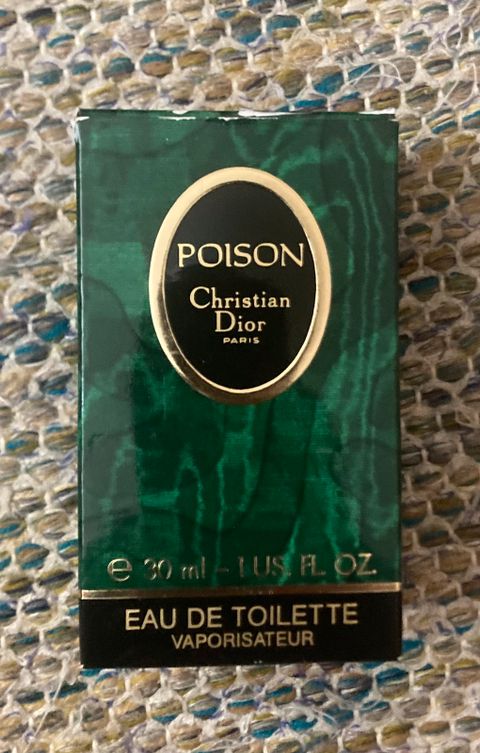 POISON
Christian
Dior
PARIS
℮ 30 ml – 1 US. FL. OZ.
EAU DE TOILETTE
VAPORISATEUR